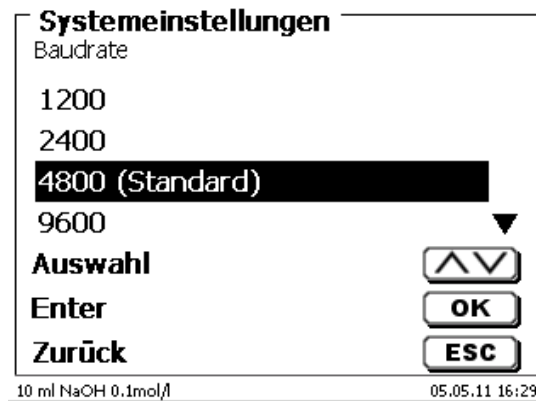 Systemeinstellungen
Baudrate
1200
2400
4800 (Standard)
9600
Auswahl
Enter OK
Zurück ESC
10 ml NaOH 0.1mol/l 05.05.11 16:29